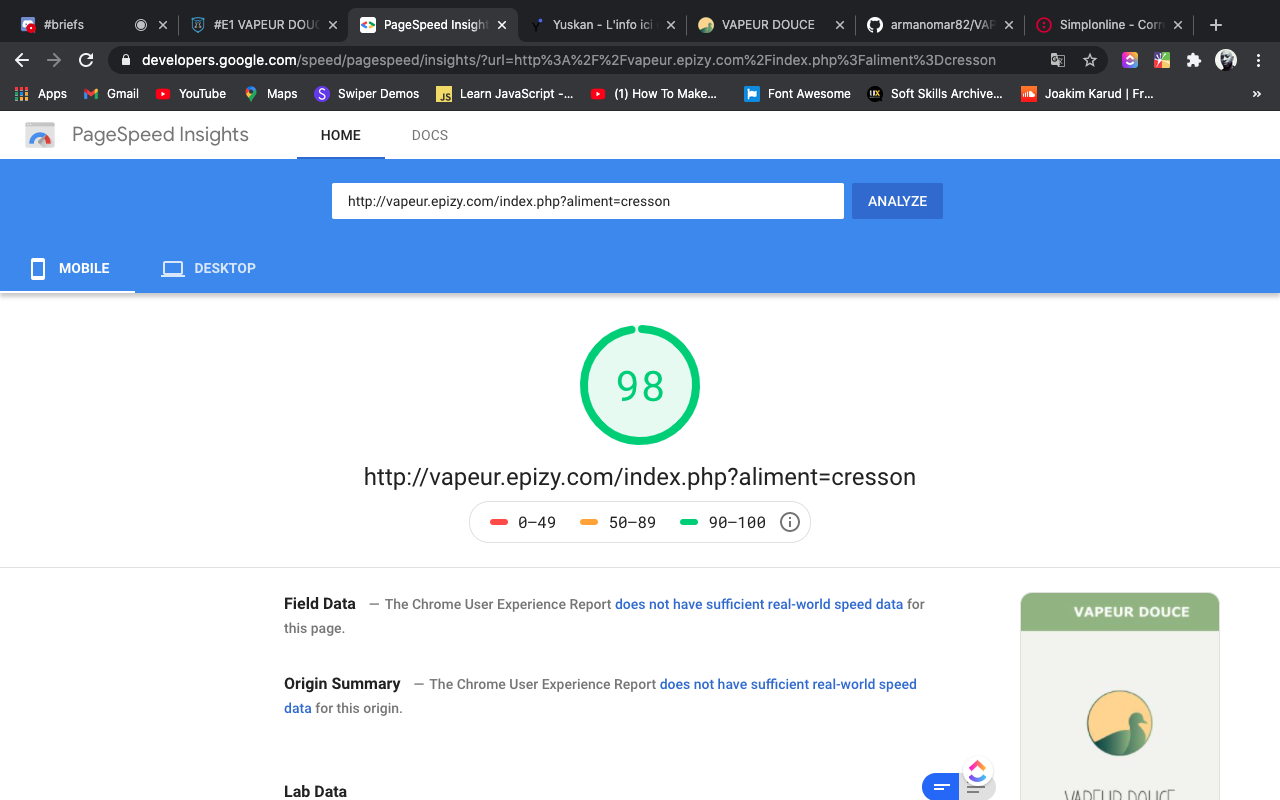 #briefs
#E1 VAPEUR DOUC
PageSpeed Insight
Yuskan - L'info ici
VAPEUR DOUCE
armanomar82/VAP
Simplonline - Corr
developers.google.com/speed/pagespeed/insights/?url=http%3A%2F%2Fvapeur.epizy.com%2Findex.php%3Faliment%3Dcresson
Apps
Gmail
YouTube
Maps
Swiper Demos
Learn JavaScript -...
(1) How To Make...
Font Awesome
Soft Skills Archive...
Joakim Karud | Fr...
»
PageSpeed Insights
HOME
DOCS
http://vapeur.epizy.com/index.php?aliment=cresson
ANALYZE
MOBILE
DESKTOP
98
http://vapeur.epizy.com/index.php?aliment=cresson
0–49
50–89
90–100
Field Data — The Chrome User Experience Report does not have sufficient real-world speed data for
this page.
Origin Summary — The Chrome User Experience Report does not have sufficient real-world speed
data for this origin.
Lab Data
VAPEUR DOUCE
VAPEUR DOUCE